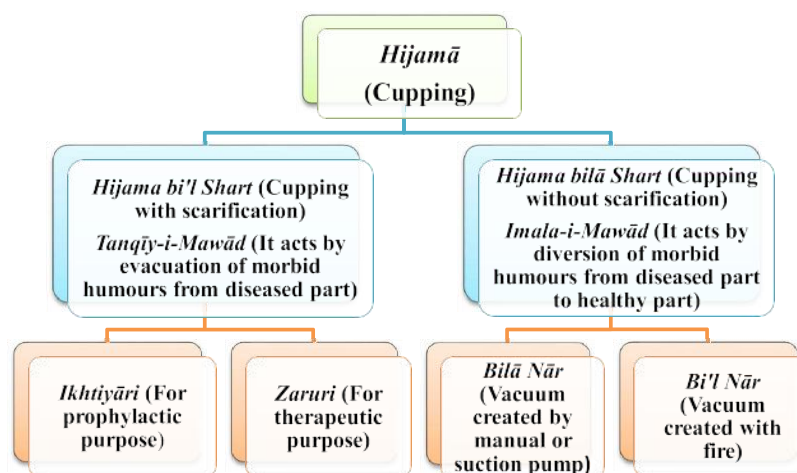 Hijamā
(Cupping)
Hijama bi'l Shart (Cupping
with scarification)
Tanqīy-i-Mawād (It acts by
evacuation of morbid
humours from diseased part)
Hijama bilā Shart (Cupping
without scarification)
Imala-i-Mawād (It acts by
diversion of morbid
humours from diseased part
to healthy part)
Ikhtiyāri (For
prophylactic
purpose)
Zaruri (For
therapeutic
purpose)
Bilā Nār
(Vacuum
created by
manual or
suction pump)
Bi'l Nār
(Vacuum
created with
fire)